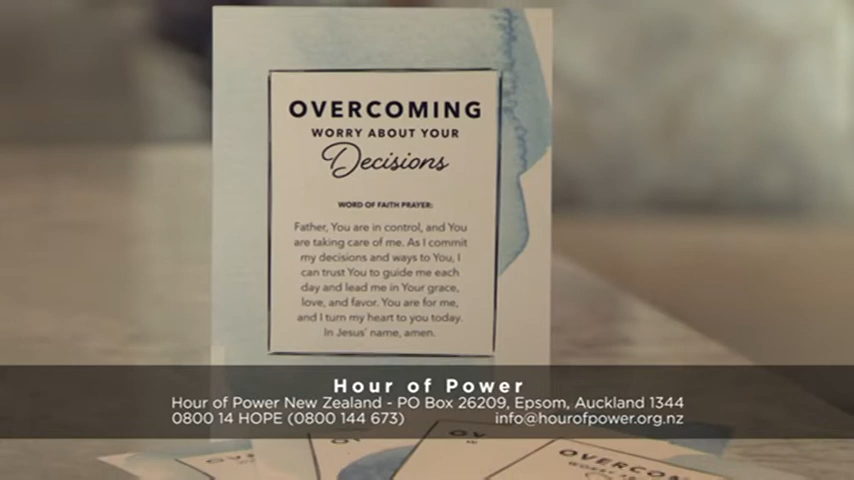 OVERCOMING
WORRY ABOUT YOUR
Decisions
WORD OF FAITH PRAYER:
Father, You are in control, and You
are taking care of me. As I commit
my decisions and ways to You, I
can trust You to guide me each
day and lead me in Your grace,
love, and favor. You are for me,
and I turn my heart to you today.
In Jesus' name, amen.
Hour of Power
Hour of Power New Zealand - PO Box 26209, Epsom, Auckland 1344
0800 14 HOPE (0800 144 673) info@hourofpower.org.nz